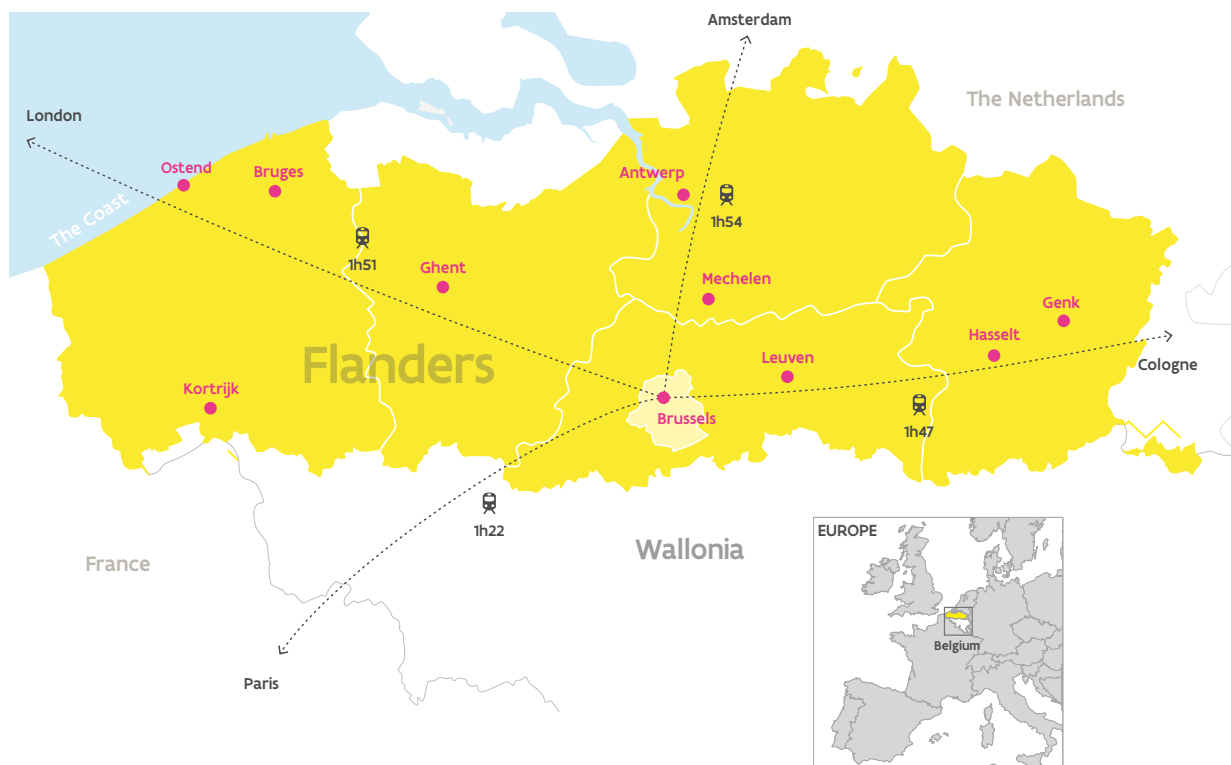 Amsterdam
The Netherlands
London
Ostend
Bruges
Antwerp
The Coast
1h54
1h51
Ghent
Mechelen
Genk
Hasselt
Flanders
Leuven
Cologne
Kortrijk
Brussels
1h47
1h22
EUROPE
Wallonia
France
Belgium
Paris